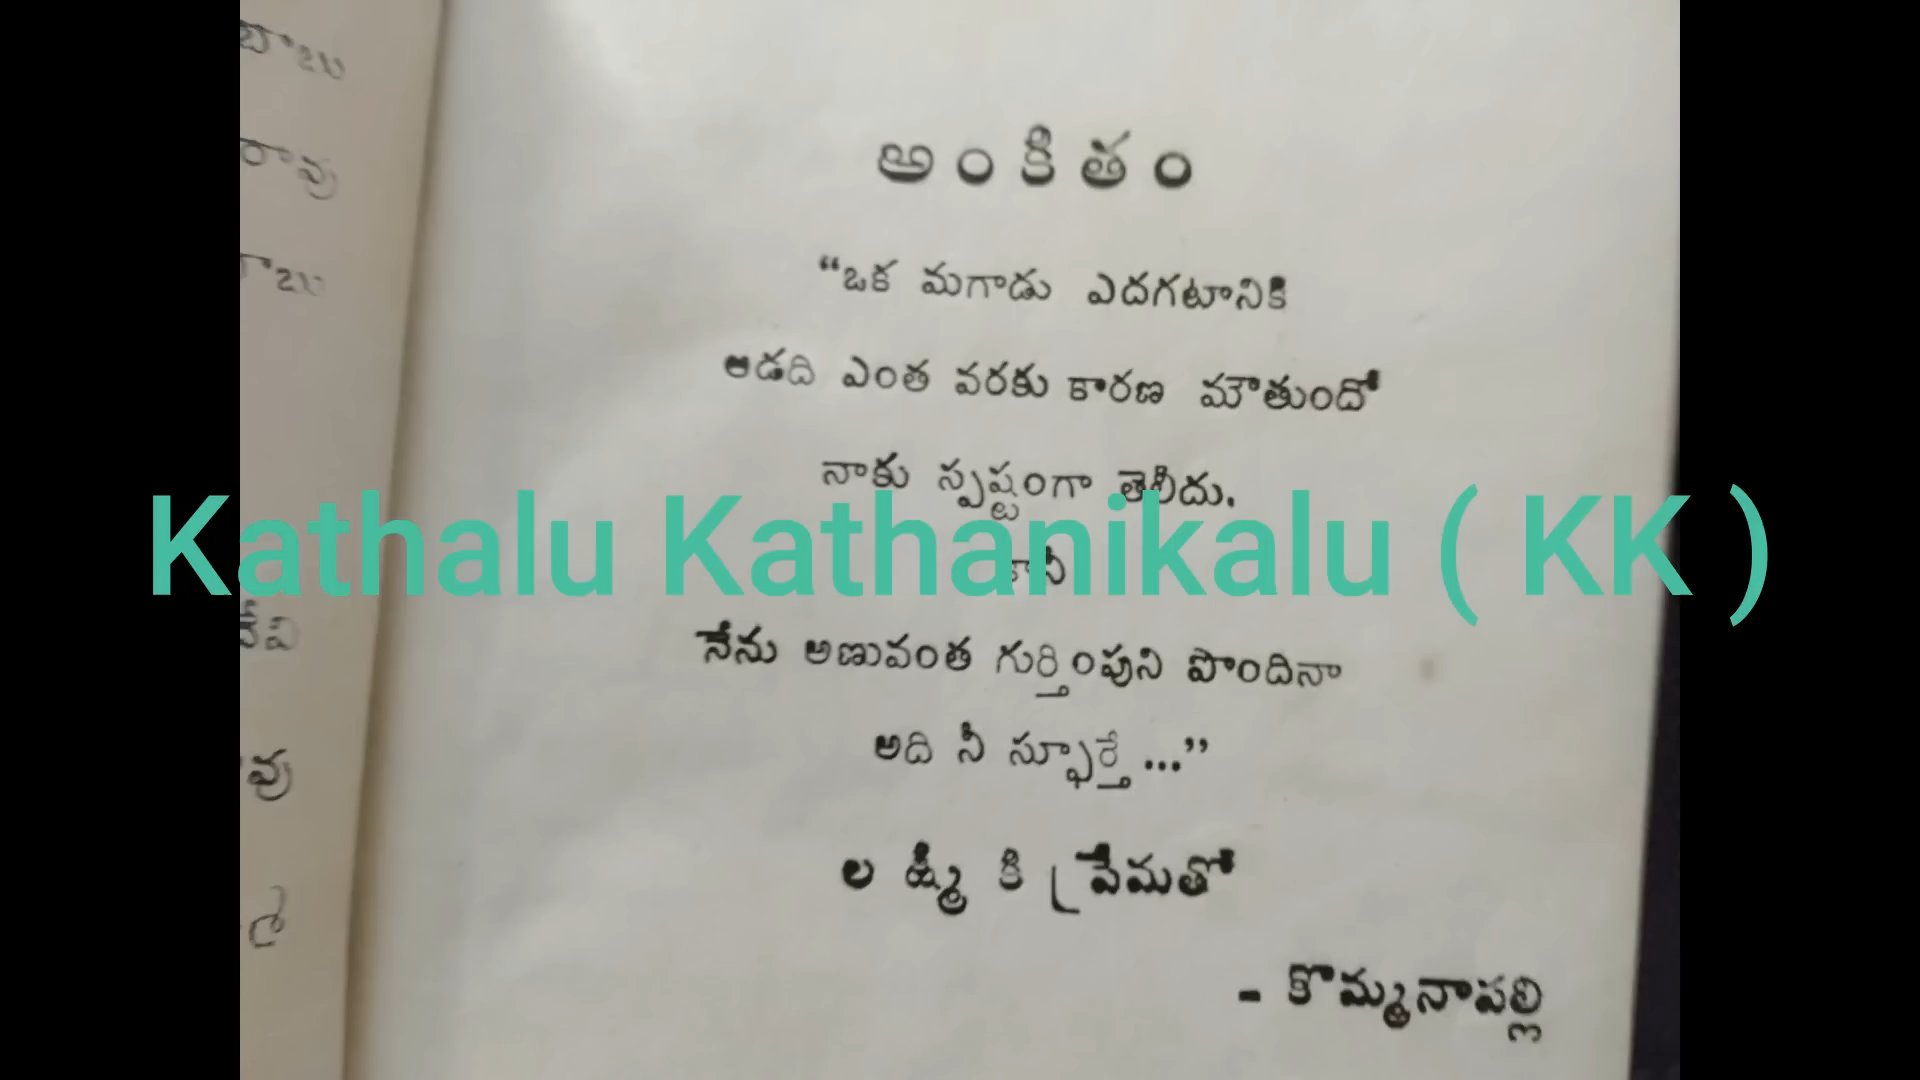 బాబు
రావు
అంకితం
“ఒక మగాడు ఎదగటానికి
ఆడది ఎంత వరకు కారణ మౌతుందో
నాకు స్పష్టంగా తెలీదు.
Kathalu Kathanikalu ( KK )
కానీ
నేను అణువంత గుర్తింపుని పొందినా
అది నీ స్ఫూర్తే ...”
లక్ష్మికి ప్రేమతో
- కొమ్మనాపల్లి